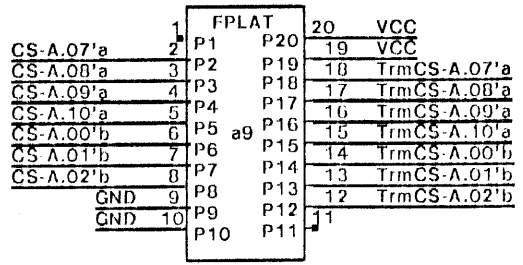 FPLAT
1 P1 P20 20 VCC
CS-A.07'a 2 P2 P19 19 VCC
CS-A.08'a 3 P3 P18 18 TrmCS-A.07'a
CS-A.09'a 4 P4 P17 17 TrmCS-A.08'a
CS-A.10'a 5 P5 P16 16 TrmCS-A.09'a
CS-A.00'b 6 P6 a9 P15 15 TrmCS-A.10'a
CS-A.01'b 7 P7 P14 14 TrmCS-A.00'b
CS-A.02'b 8 P8 P13 13 TrmCS-A.01'b
GND 9 P9 P12 12 TrmCS-A.02'b
GND 10 P10 P11 11